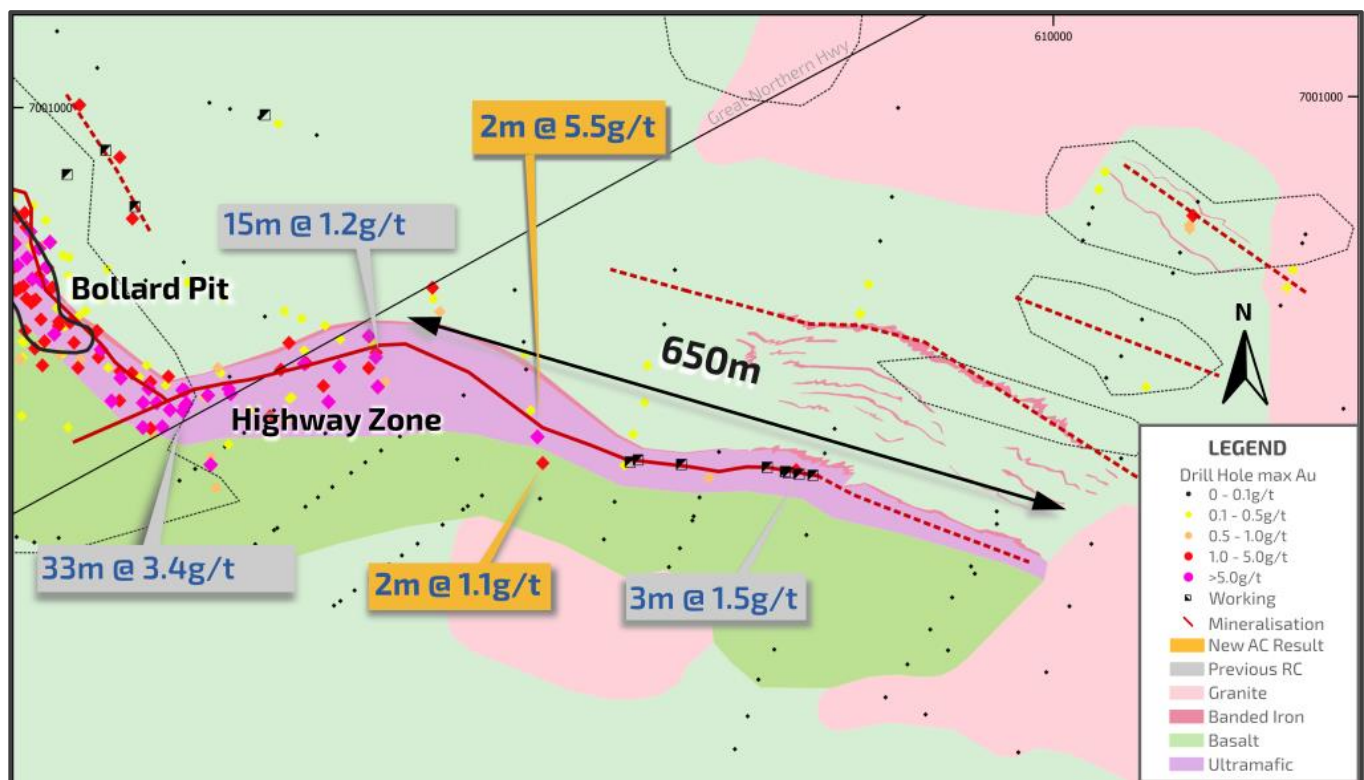 610000
Great Northern Hwy
7001000
7001000
2m @ 5.5g/t
15m @ 1.2g/t
Bollard Pit
650m
N
Highway Zone
33m @ 3.4g/t
2m @ 1.1g/t
3m @ 1.5g/t
LEGEND
Drill Hole max Au
0 - 0.1g/t
0.1 - 0.5g/t
0.5 - 1.0g/t
1.0 - 5.0g/t
>5.0g/t
Working
Mineralisation
New AC Result
Previous RC
Granite
Banded Iron
Basalt
Ultramafic